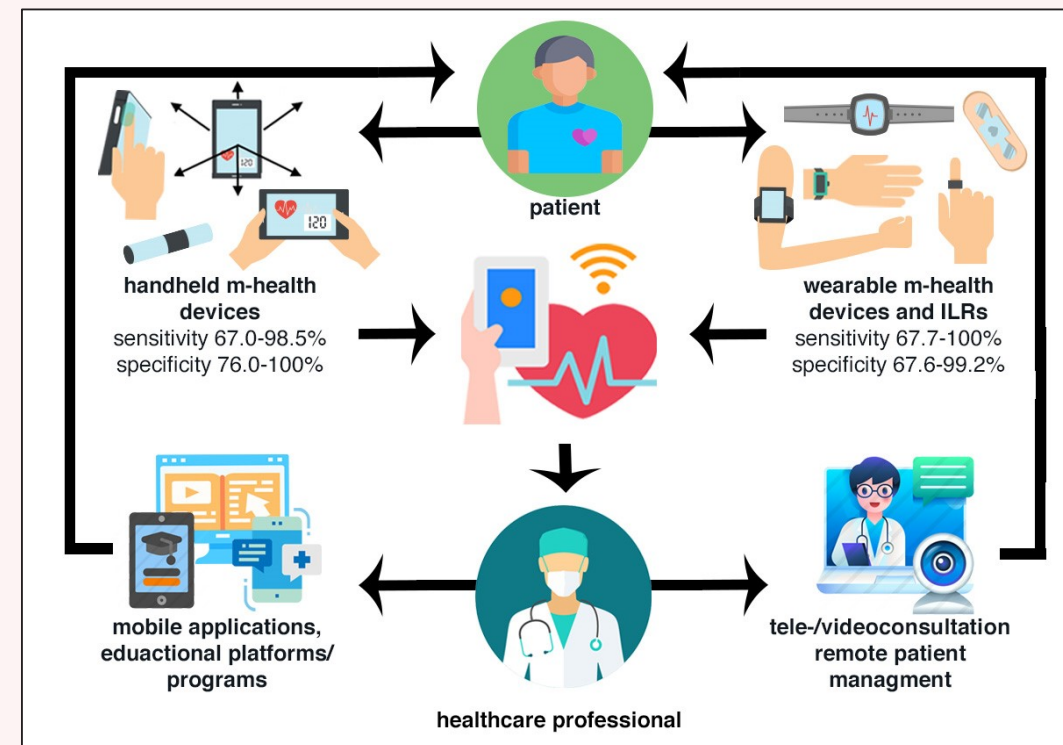 120
120
patient
handheld m-health
devices
sensitivity 67.0-98.5%
specificity 76.0-100%
wearable m-health
devices and ILRs
sensitivity 67.7-100%
specificity 67.6-99.2%
mobile applications,
eduactional platforms/
programs
tele-/videoconsultation
remote patient
managment
healthcare professional